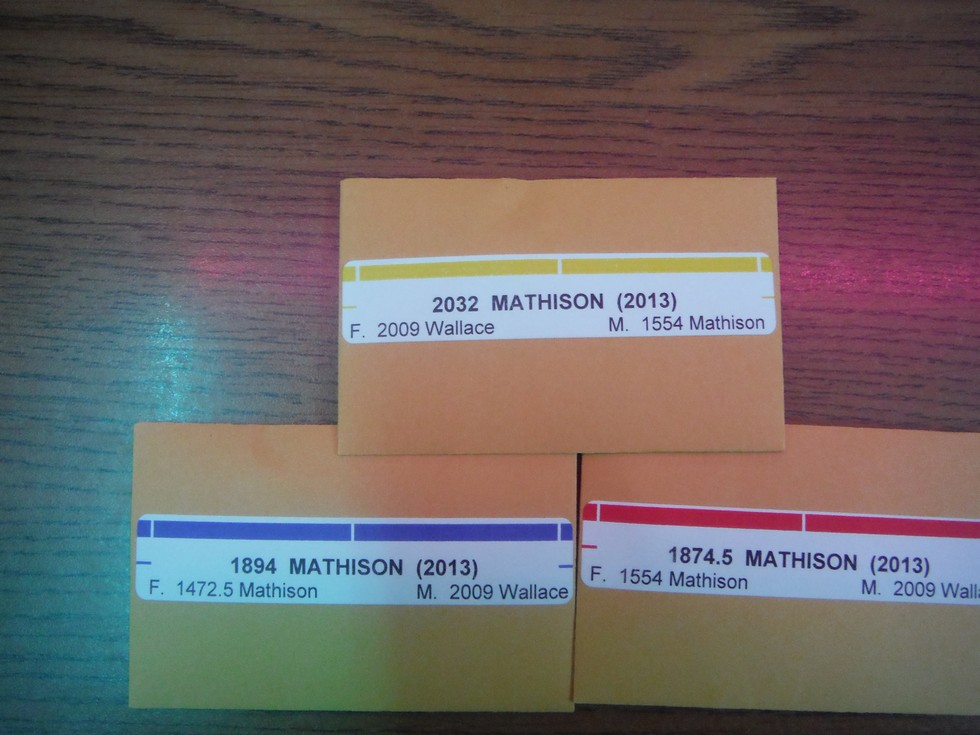 2032 MATHISON (2013)
F. 2009 Wallace M. 1554 Mathison
1894 MATHISON (2013)
F. 1472.5 Mathison M. 2009 Wallace
1874.5 MATHISON (2013)
F. 1554 Mathison M. 2009